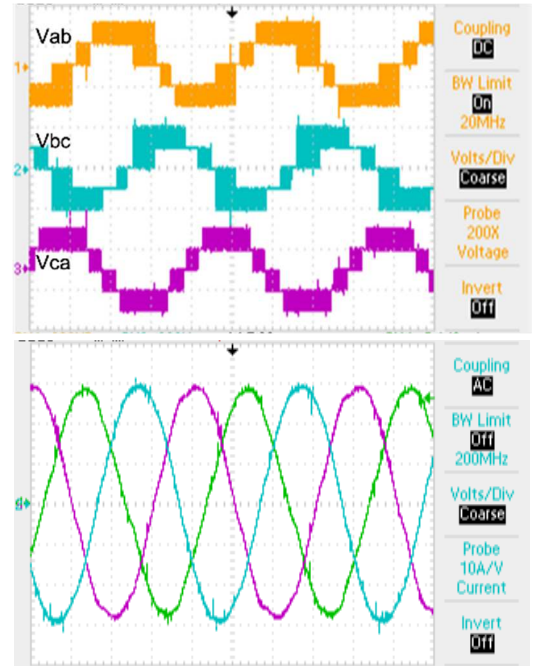 Vab
Vbc
Vca
1
2
3
Coupling
DC
BW Limit
On
20MHz
Volts/Div
Coarse
Probe
200X
Voltage
Invert
Off
Coupling
AC
BW Limit
Off
200MHz
Volts/Div
Coarse
Probe
10A/V
Current
Invert
Off